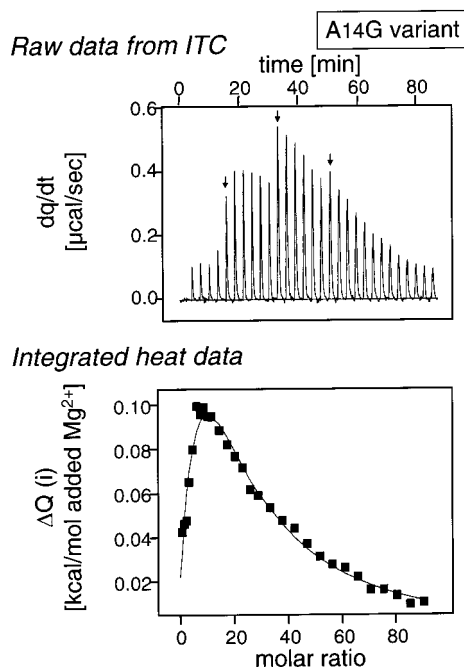 A14G variant
Raw data from ITC
time [min]
0 20 40 60 80
0.6
0.4
0.2
0.0
dq/dt
[µcal/sec]
Integrated heat data
0.10
0.08
0.06
0.04
0.02
ΔQ (i)
[kcal/mol added Mg²⁺]
0 20 40 60 80
molar ratio